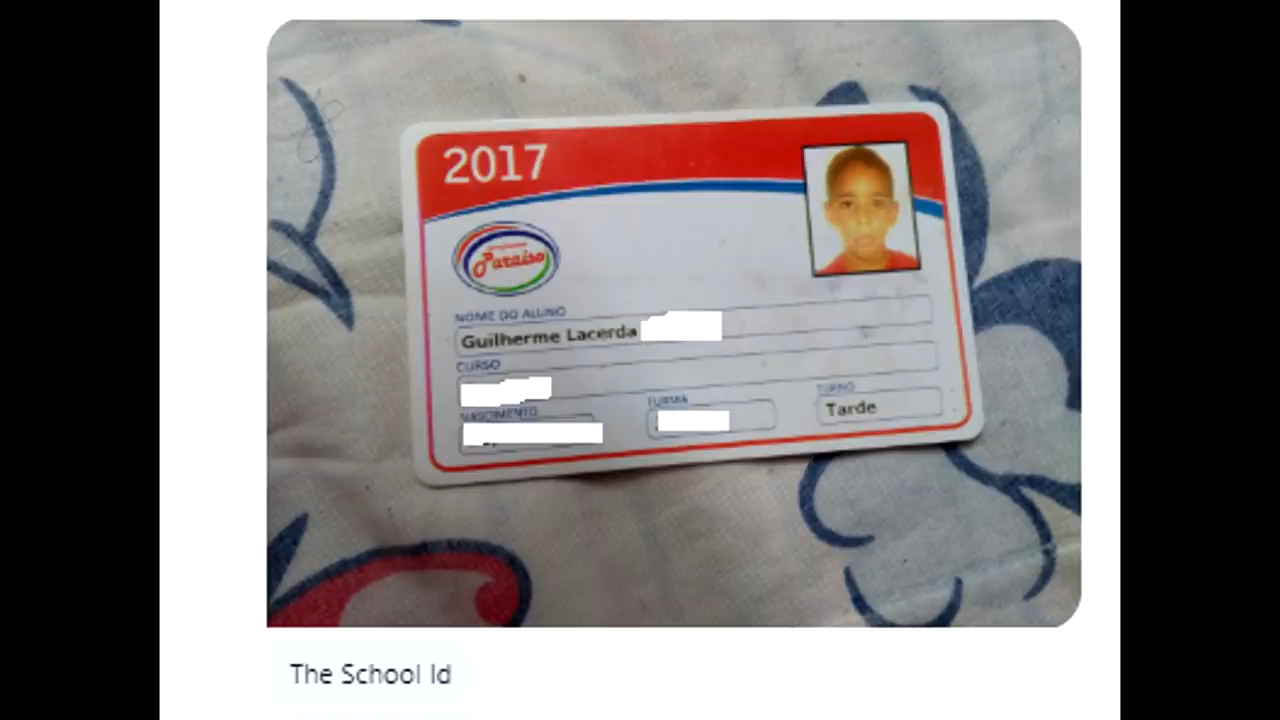 2017
Paraíso
NOME DO ALUNO
Guilherme Lacerda
CURSO
NASCIMENTO
TURMA
TURNO
Tarde
The School Id